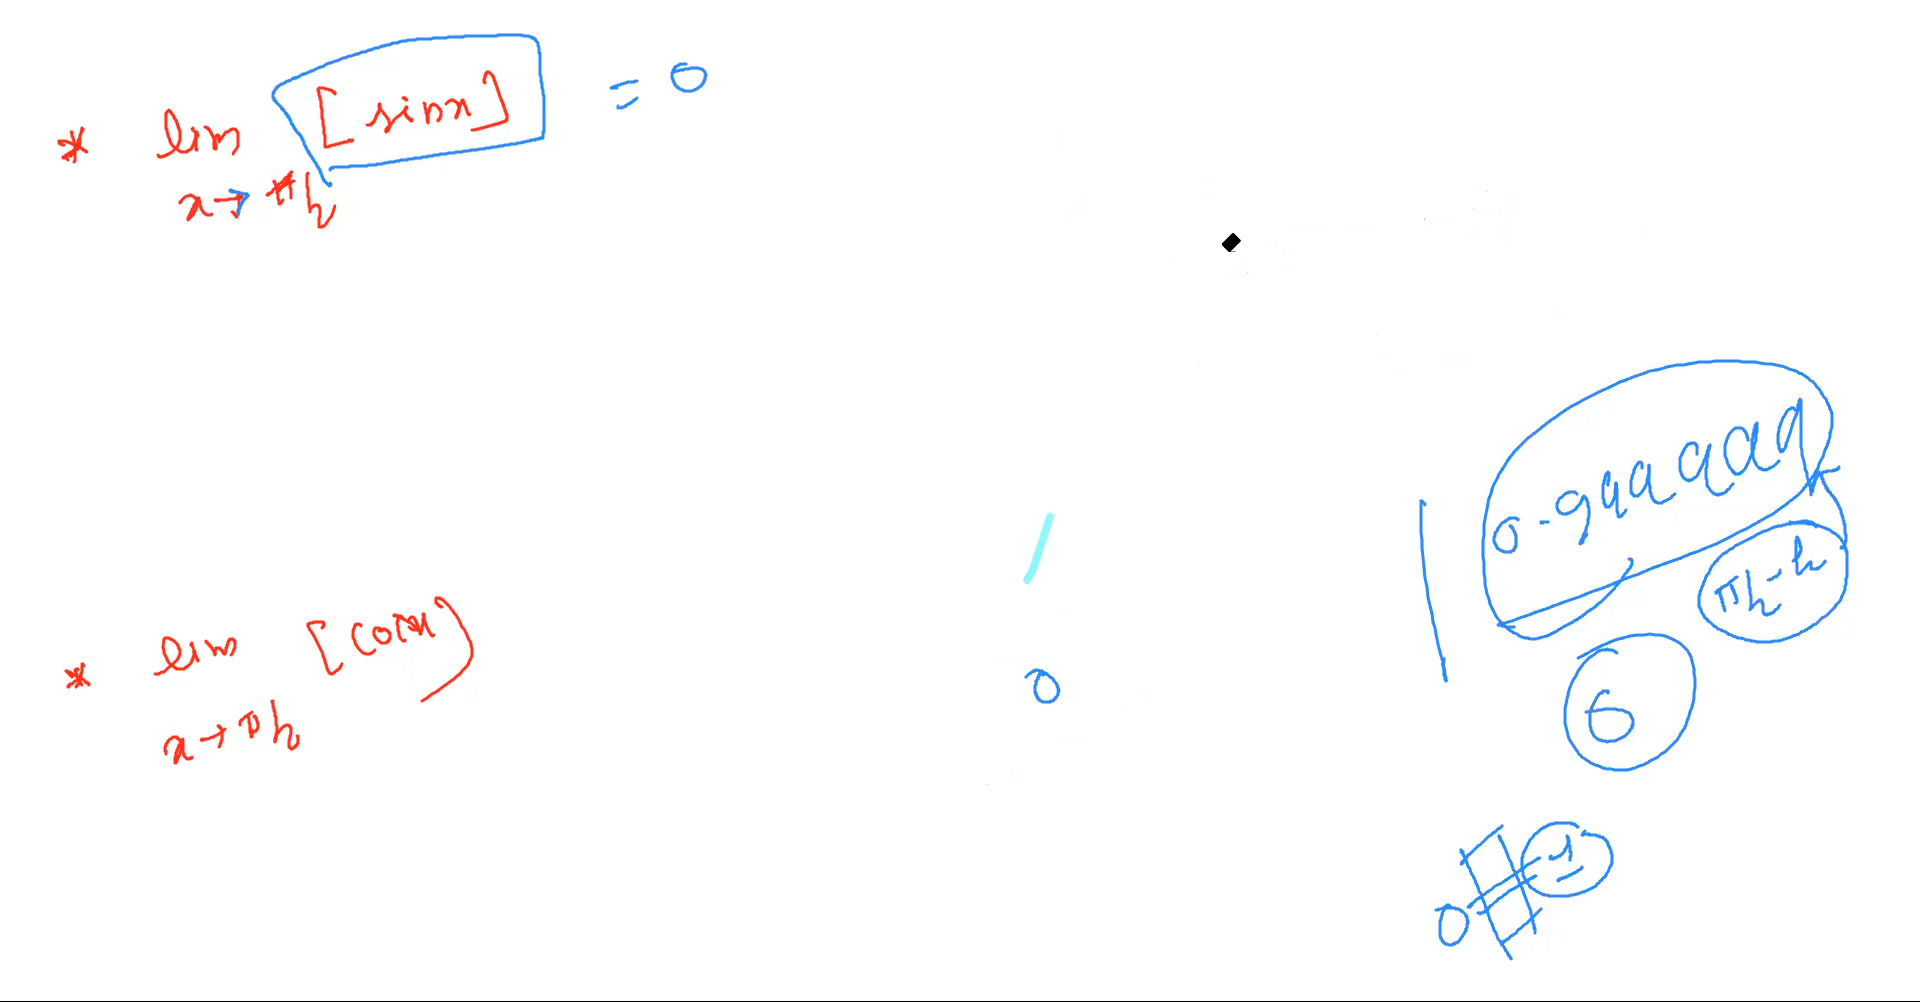 * lim [sinx] = 0
x→π/2
0.999999
π/2-h
* lim [cosx]
x→π/2
0
0
0 1